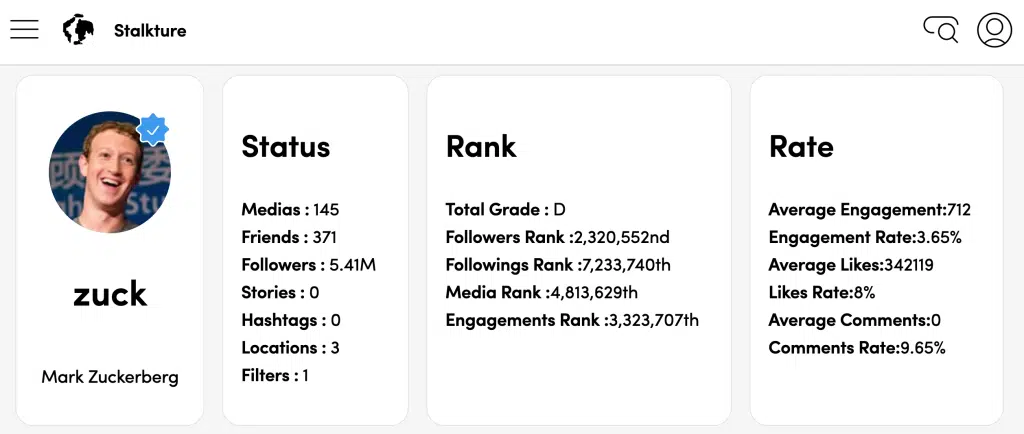 Stalkture
zuck
Mark Zuckerberg
Status
Medias : 145
Friends : 371
Followers : 5.41M
Stories : 0
Hashtags : 0
Locations : 3
Filters : 1
Rank
Total Grade : D
Followers Rank :2,320,552nd
Followings Rank :7,233,740th
Media Rank :4,813,629th
Engagements Rank :3,323,707th
Rate
Average Engagement:712
Engagement Rate:3.65%
Average Likes:342119
Likes Rate:8%
Average Comments:0
Comments Rate:9.65%